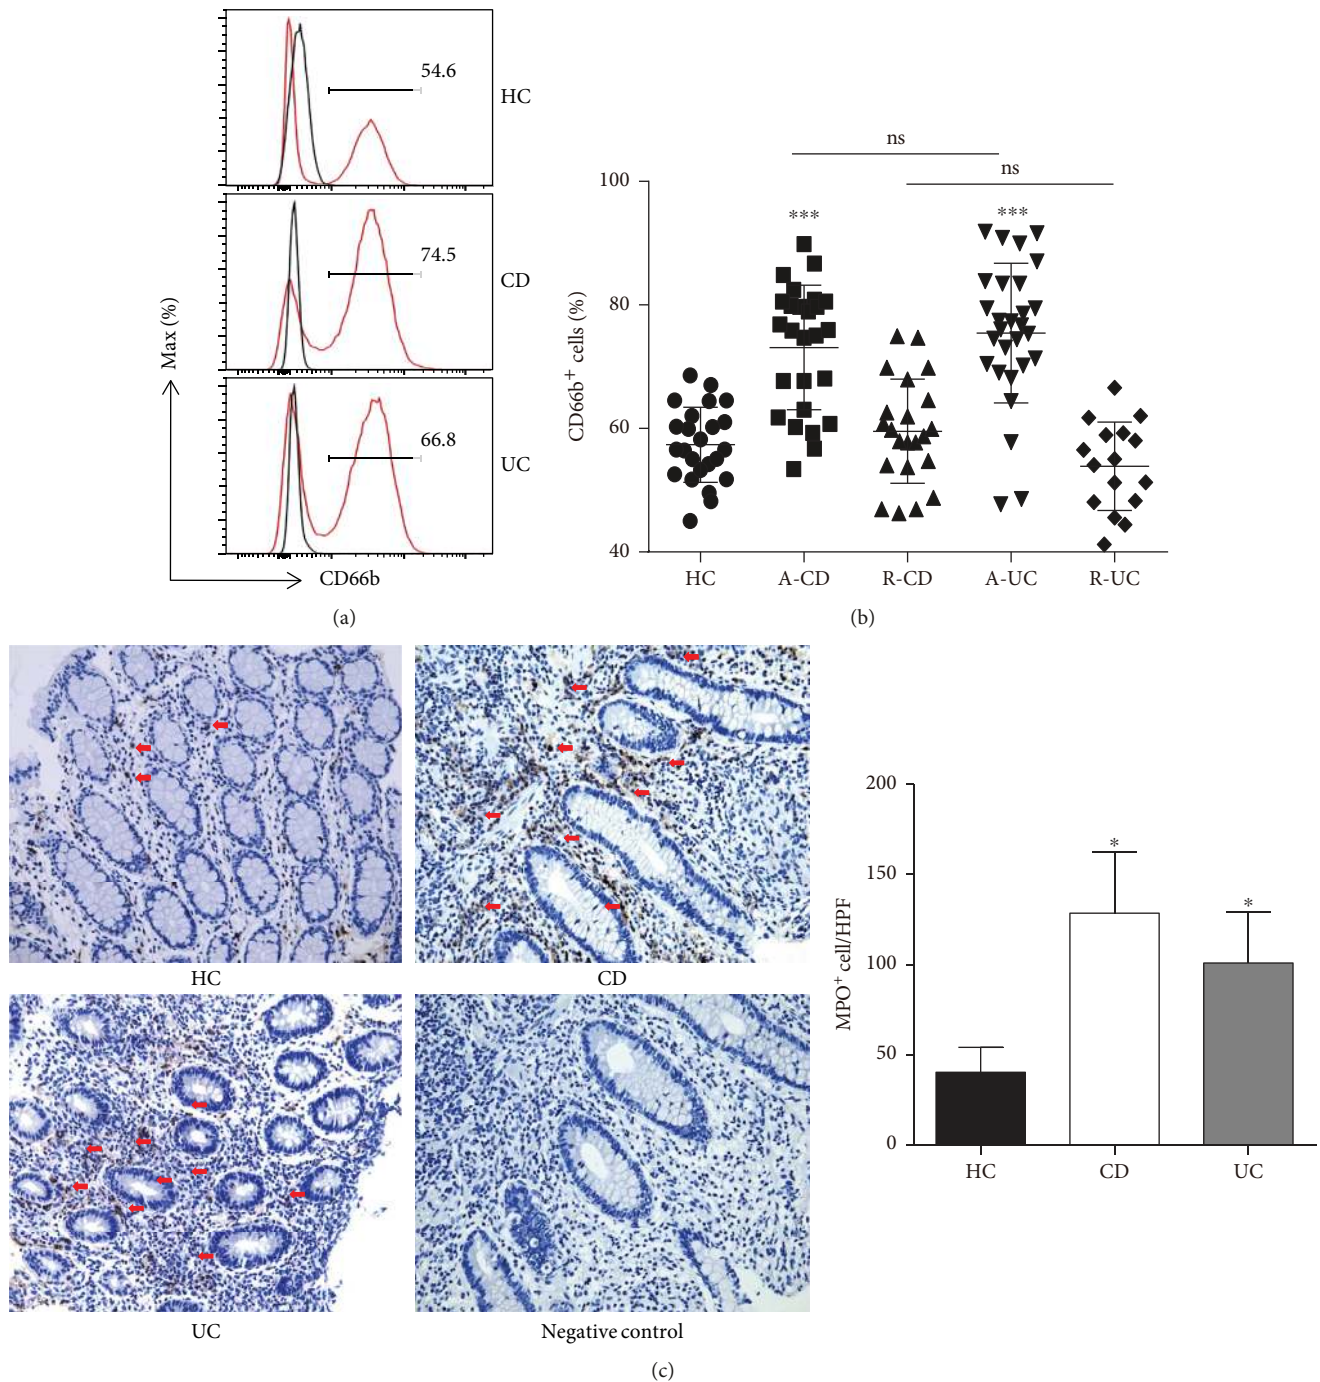 54.6
HC
74.5
CD
66.8
UC
Max (%)
CD66b
(a)
ns
ns
100
80
60
40
CD66b+ cells (%)
***
***
HC A-CD R-CD A-UC R-UC
(b)
HC
CD
UC
Negative control
200
150
100
50
0
MPO+ cell/HPF
*
*
HC CD UC
(c)